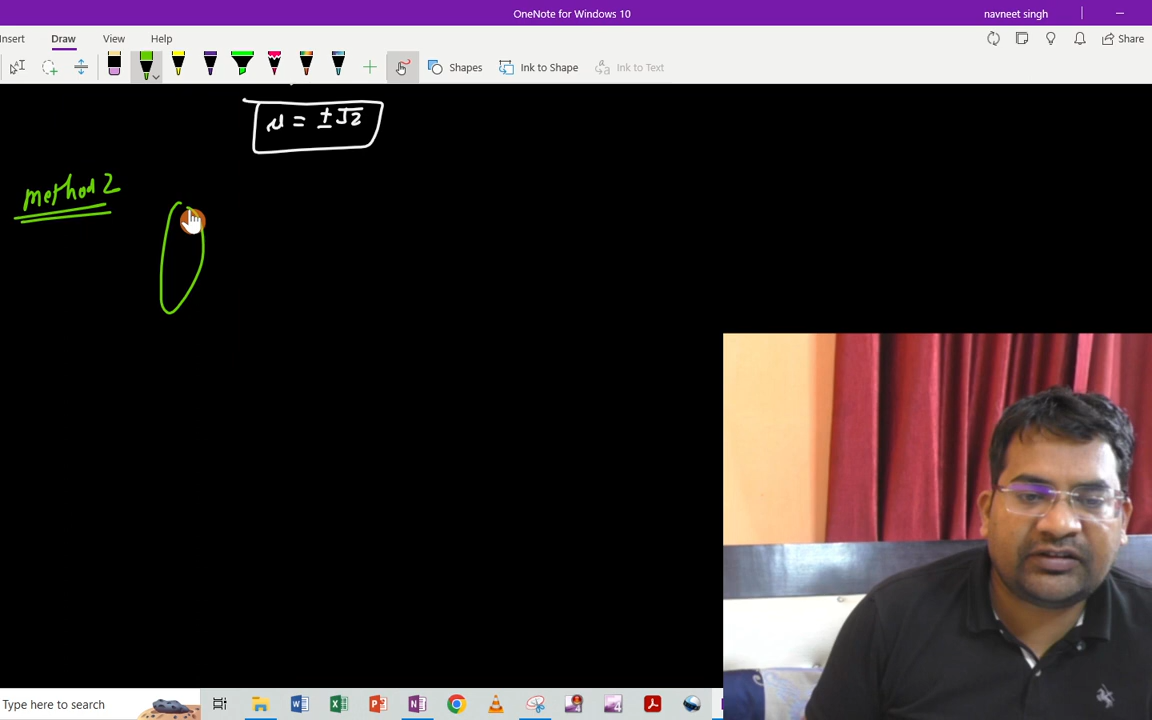 OneNote for Windows 10
navneet singh
Insert Draw View Help
Share
Shapes
Ink to Shape
Ink to Text
= ±√2
method 2
Type here to search